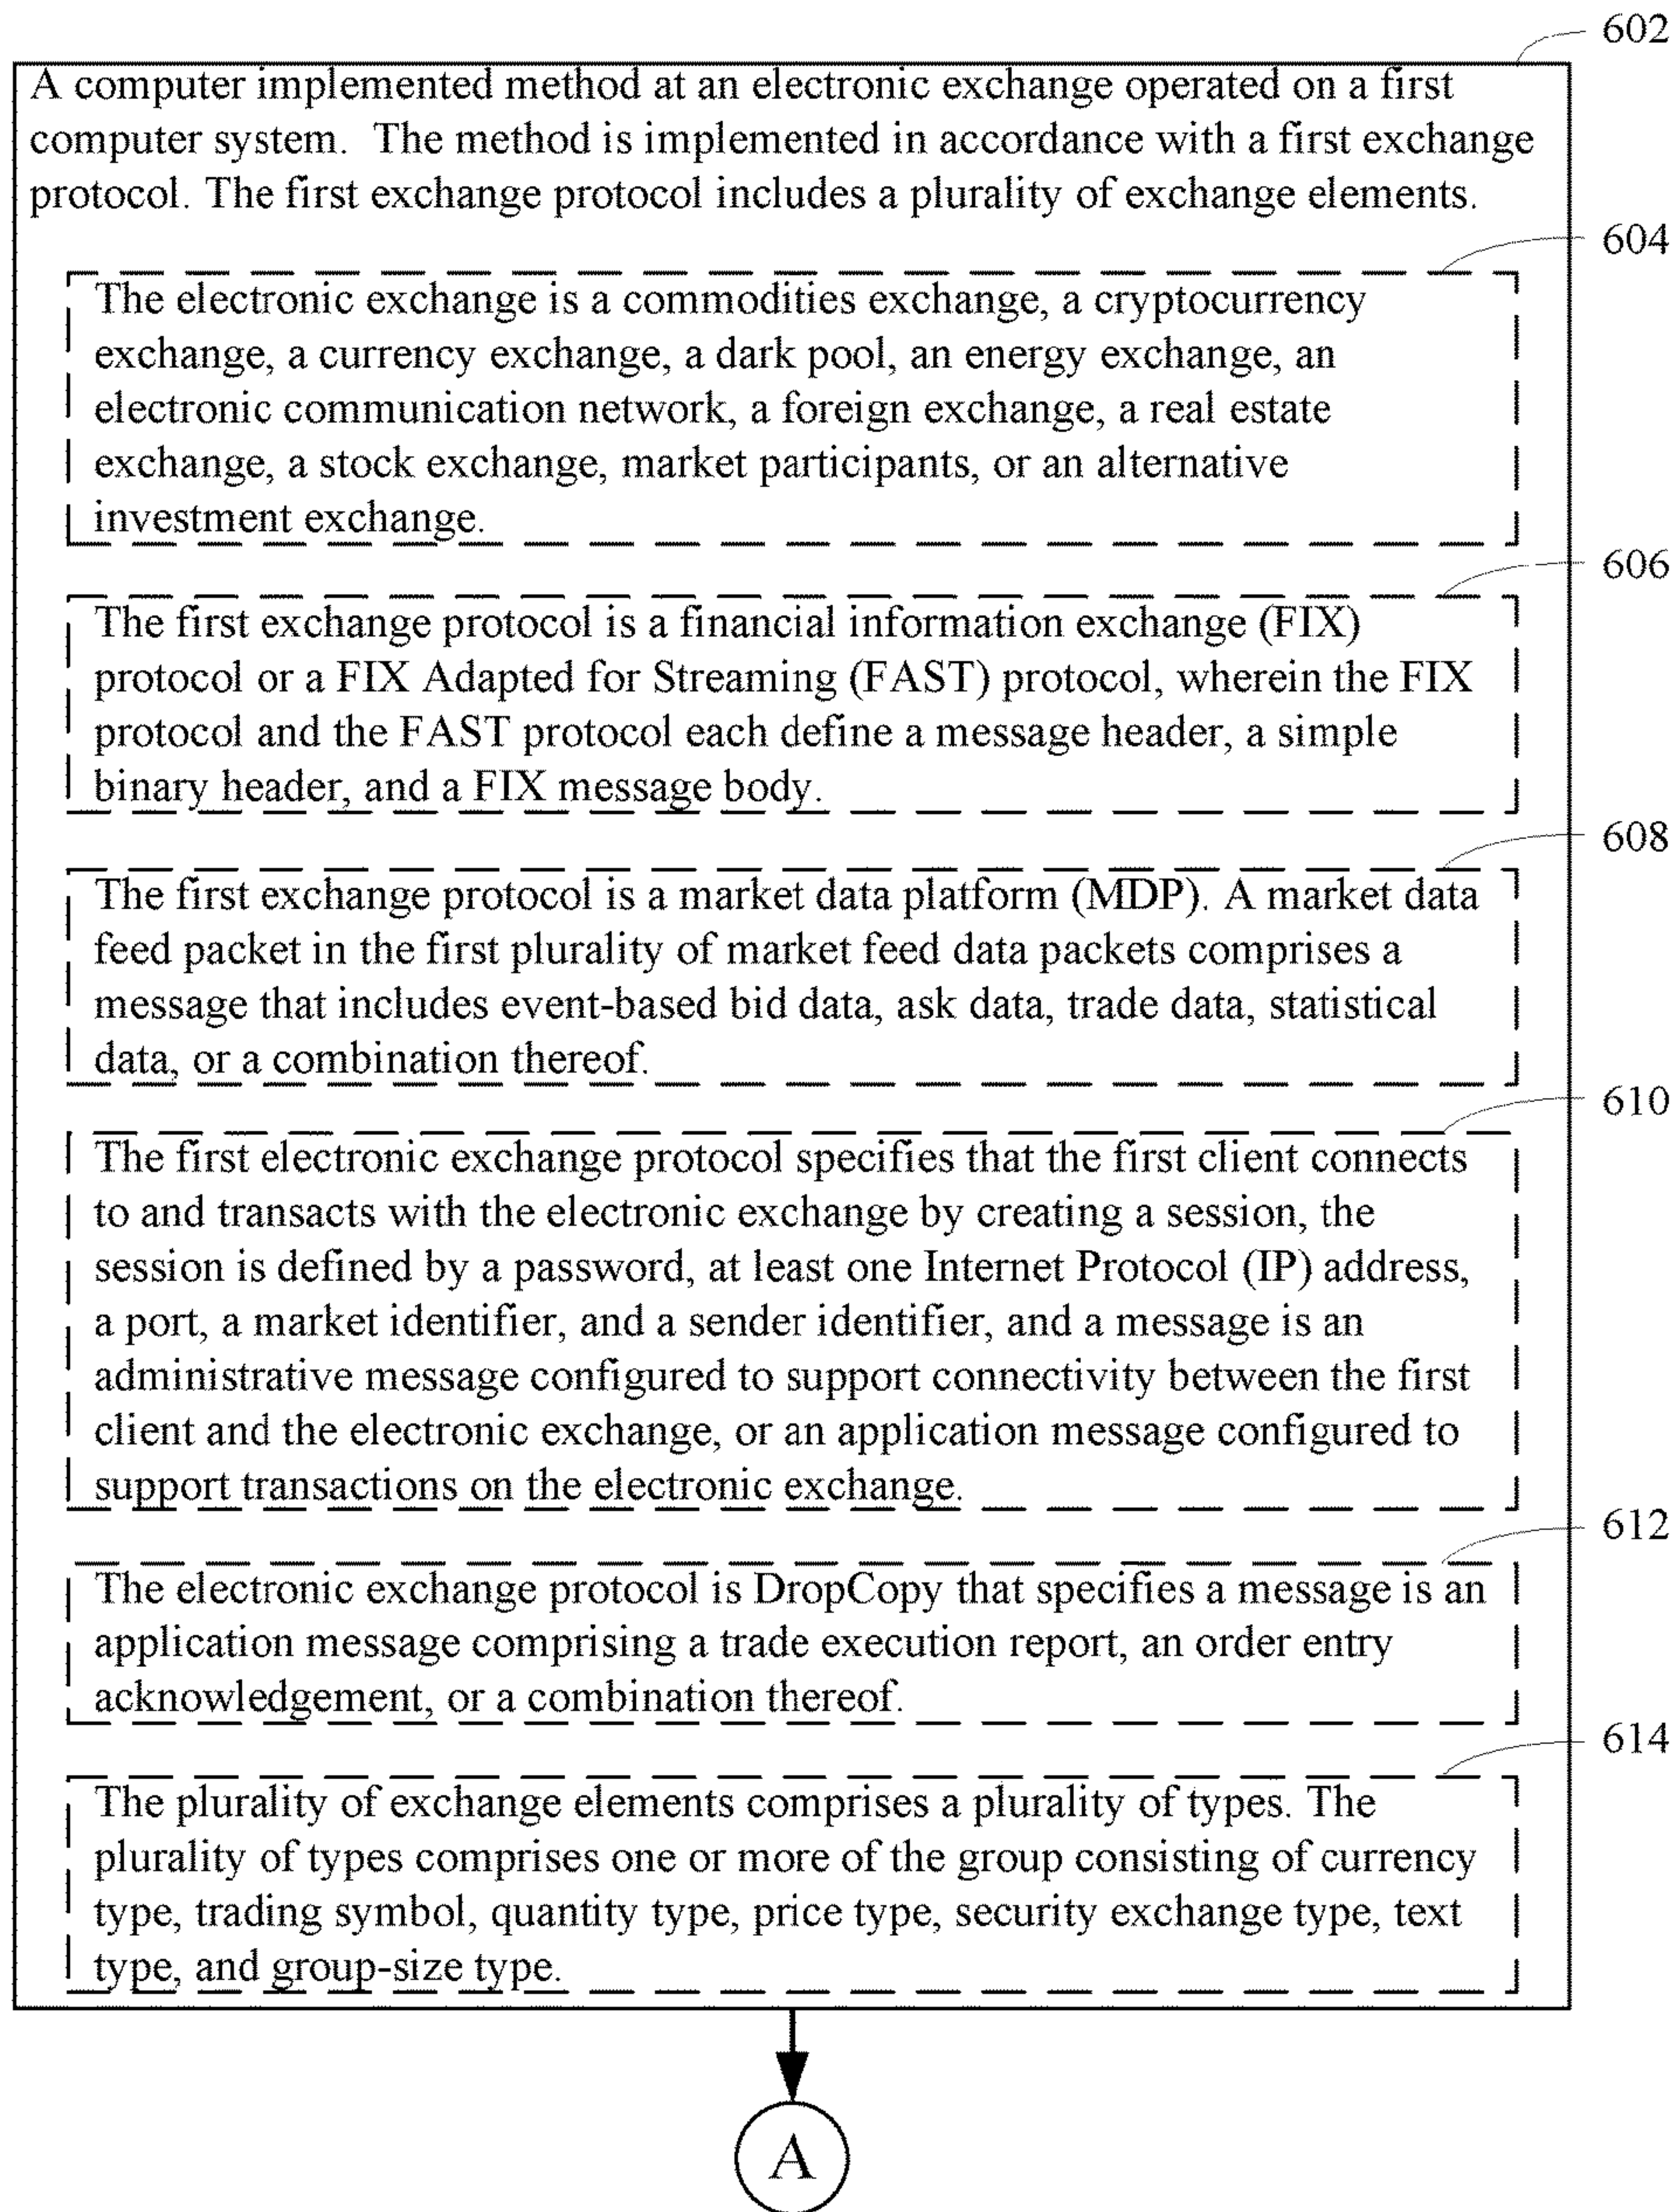 602
A computer implemented method at an electronic exchange operated on a first
computer system. The method is implemented in accordance with a first exchange
protocol. The first exchange protocol includes a plurality of exchange elements.
604
The electronic exchange is a commodities exchange, a cryptocurrency
exchange, a currency exchange, a dark pool, an energy exchange, an
electronic communication network, a foreign exchange, a real estate
exchange, a stock exchange, market participants, or an alternative
investment exchange.
606
The first exchange protocol is a financial information exchange (FIX)
protocol or a FIX Adapted for Streaming (FAST) protocol, wherein the FIX
protocol and the FAST protocol each define a message header, a simple
binary header, and a FIX message body.
608
The first exchange protocol is a market data platform (MDP). A market data
feed packet in the first plurality of market feed data packets comprises a
message that includes event-based bid data, ask data, trade data, statistical
data, or a combination thereof.
610
The first electronic exchange protocol specifies that the first client connects
to and transacts with the electronic exchange by creating a session, the
session is defined by a password, at least one Internet Protocol (IP) address,
a port, a market identifier, and a sender identifier, and a message is an
administrative message configured to support connectivity between the first
client and the electronic exchange, or an application message configured to
support transactions on the electronic exchange.
612
The electronic exchange protocol is DropCopy that specifies a message is an
application message comprising a trade execution report, an order entry
acknowledgement, or a combination thereof.
614
The plurality of exchange elements comprises a plurality of types. The
plurality of types comprises one or more of the group consisting of currency
type, trading symbol, quantity type, price type, security exchange type, text
type, and group-size type.
A